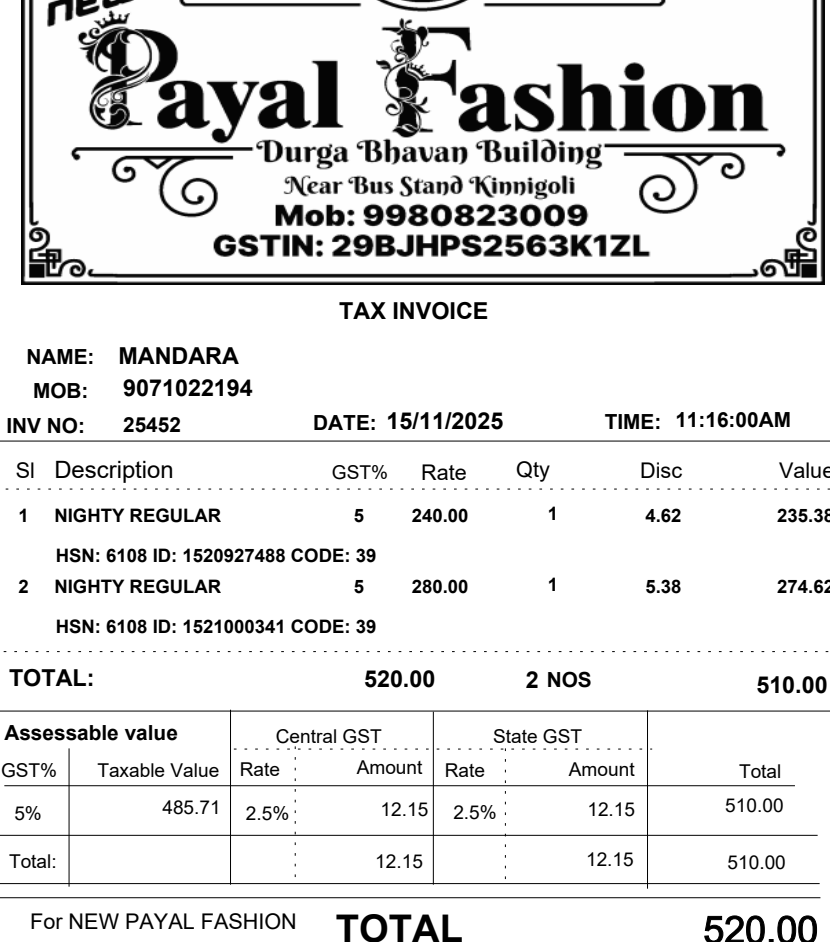 new
Payal Fashion
Durga Bhavan Building
Near Bus Stand Kinnigoli
Mob: 9980823009
GSTIN: 29BJHPS2563K1ZL
TAX INVOICE
NAME: MANDARA
MOB: 9071022194
INV NO: 25452 DATE: 15/11/2025 TIME: 11:16:00AM
Sl Description GST% Rate Qty Disc Value
1 NIGHTY REGULAR 5 240.00 1 4.62 235.38
HSN: 6108 ID: 1520927488 CODE: 39
2 NIGHTY REGULAR 5 280.00 1 5.38 274.62
HSN: 6108 ID: 1521000341 CODE: 39
TOTAL: 520.00 2 NOS 510.00
Assessable value Central GST State GST
GST% Taxable Value Rate Amount Rate Amount Total
5% 485.71 2.5% 12.15 2.5% 12.15 510.00
Total: 12.15 12.15 510.00
For NEW PAYAL FASHION TOTAL 520.00